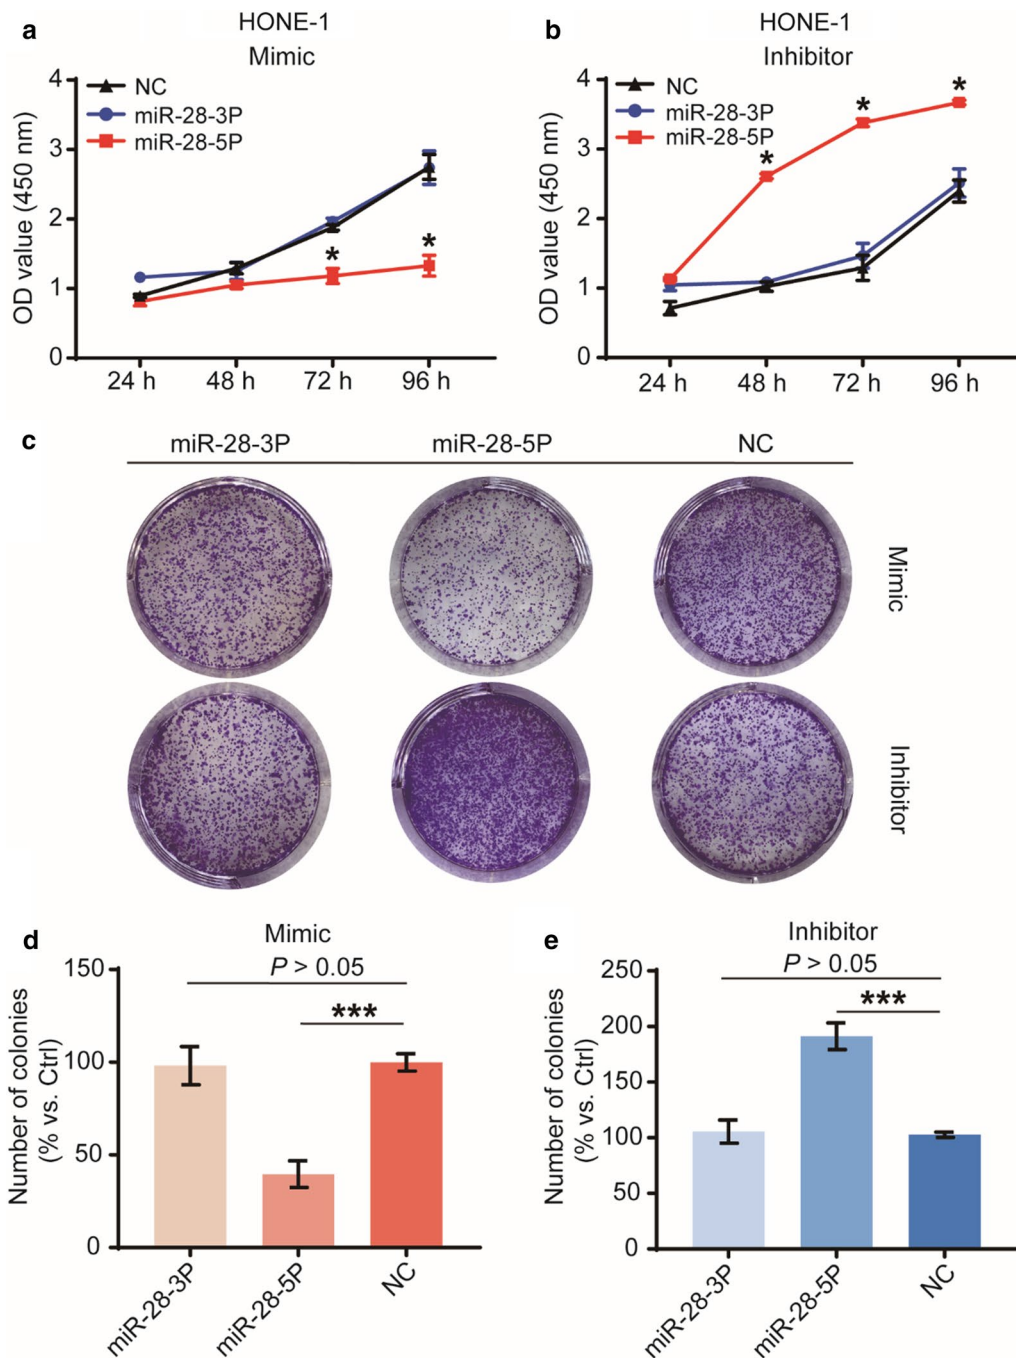 a
HONE-1
Mimic
NC
miR-28-3P
miR-28-5P
OD value (450 nm)
4
3
2
1
0
*
*
24 h 48 h 72 h 96 h
b
HONE-1
Inhibitor
NC
miR-28-3P
miR-28-5P
OD value (450 nm)
4
3
2
1
0
*
*
*
24 h 48 h 72 h 96 h
c
miR-28-3P miR-28-5P NC
Mimic
Inhibitor
d
Mimic
P > 0.05
***
Number of colonies
(% vs. Ctrl)
150
100
50
0
miR-28-3P
miR-28-5P
NC
e
Inhibitor
P > 0.05
***
Number of colonies
(% vs. Ctrl)
250
200
150
100
50
0
miR-28-3P
miR-28-5P
NC